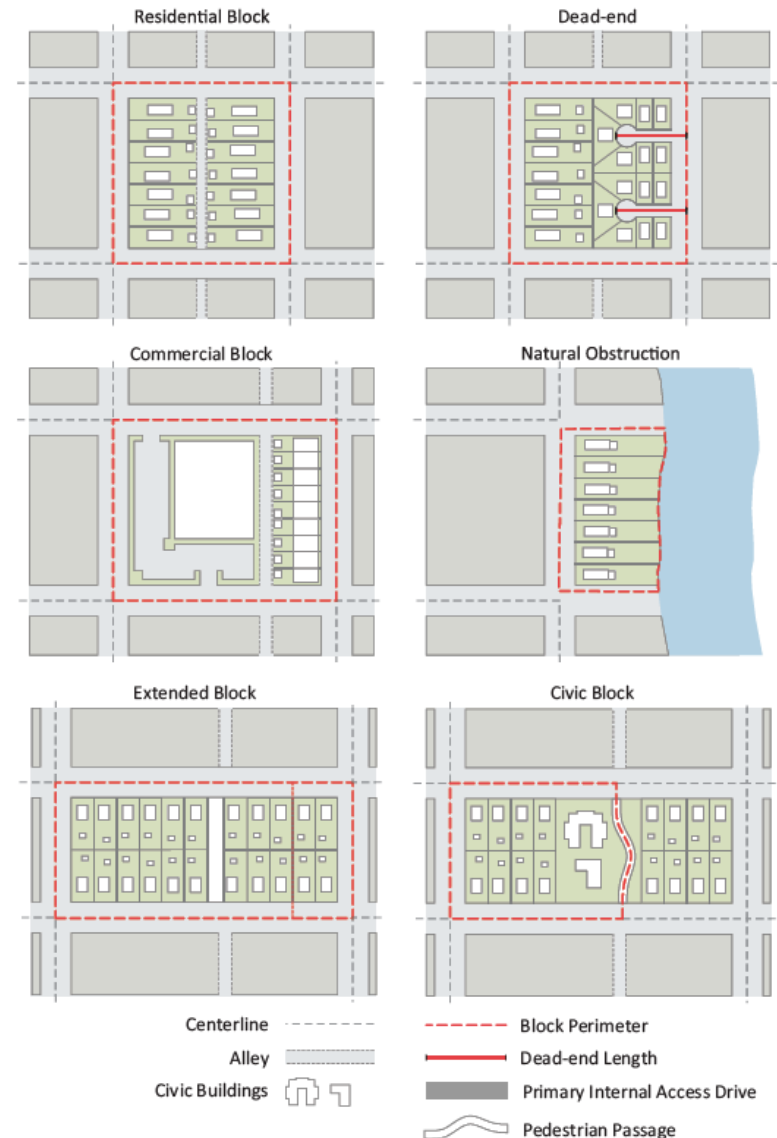 Residential Block
Dead-end
Commercial Block
Natural Obstruction
Extended Block
Civic Block
Centerline
Alley
Civic Buildings
Block Perimeter
Dead-end Length
Primary Internal Access Drive
Pedestrian Passage